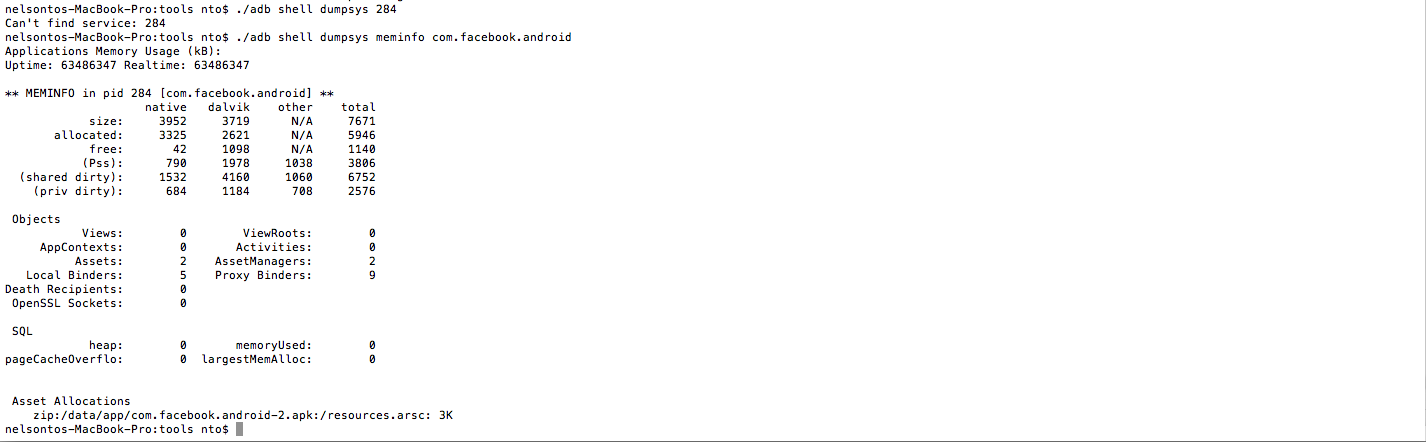 nelsontos-MacBook-Pro:tools nto$ ./adb shell dumpsys 284
Can't find service: 284
nelsontos-MacBook-Pro:tools nto$ ./adb shell dumpsys meminfo com.facebook.android
Applications Memory Usage (kB):
Uptime: 63486347 Realtime: 63486347

** MEMINFO in pid 284 [com.facebook.android] **
                    native   dalvik    other    total
            size:     3952     3719      N/A     7671
       allocated:     3325     2621      N/A     5946
            free:       42     1098      N/A     1140
           (Pss):      790     1978     1038     3806
  (shared dirty):     1532     4160     1060     6752
    (priv dirty):      684     1184      708     2576

 Objects
           Views:        0        ViewRoots:        0
     AppContexts:        0       Activities:        0
          Assets:        2    AssetManagers:        2
   Local Binders:        5    Proxy Binders:        9
Death Recipients:        0
 OpenSSL Sockets:        0

 SQL
            heap:        0       memoryUsed:        0
pageCacheOverflo:        0  largestMemAlloc:        0

 Asset Allocations
    zip:/data/app/com.facebook.android-2.apk:/resources.arsc: 3K
nelsontos-MacBook-Pro:tools nto$